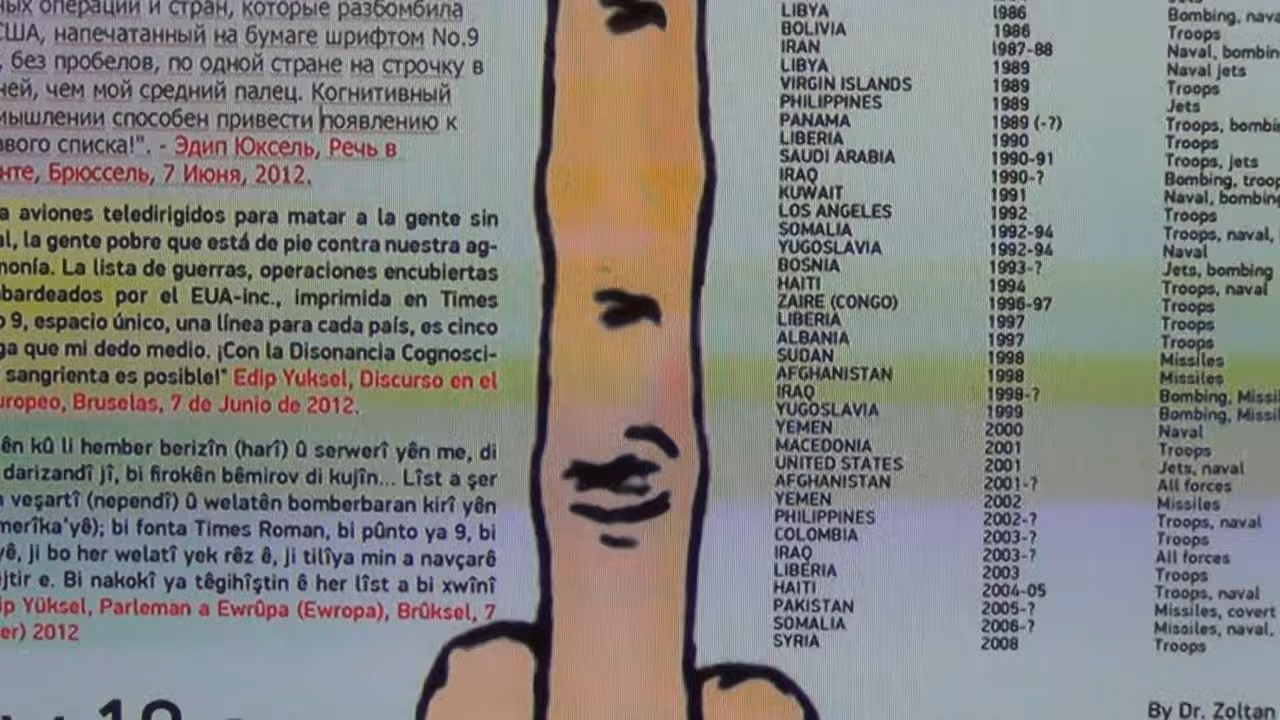 ных операций и стран, которые разбомбила
США, напечатанный на бумаге шрифтом No.9
, без пробелов, по одной стране на строчку в
ней, чем мой средний палец. Когнитивный
мышлении способен привести появлению к
авого списка!". - Эдип Юксель, Речь в
нте, Брюссель, 7 Июня, 2012.
a aviones teledirigidos para matar a la gente sin
al, la gente pobre que está de pie contra nuestra ag-
monía. La lista de guerras, operaciones encubiertas
bardeados por el EUA-inc., imprimida en Times
o 9, espacio único, una línea para cada país, es cinco
ga que mi dedo medio. ¡Con la Disonancia Cognosci-
sangrienta es posible!" Edip Yuksel, Discurso en el
uropeo, Bruselas, 7 de Junio de 2012.
ên kû li hember berizîn (harî) û serwerî yên me, di
darizandî jî, bi firokên bêmirov di kujîn... Lîst a şer
veşartî (nependî) û welatên bomberbaran kirî yên
merîka'yê); bi fonta Times Roman, bi pûnto ya 9, bi
yê, ji bo her welatî yek rêz ê, ji tilîya min a navçarê
ejtir e. Bi nakokî ya têgihîştin ê her lîst a bi xwînî
ip Yüksel, Parleman a Ewrûpa (Ewropa), Brûksel, 7
er) 2012
LIBYA 1986 Bombing, nava
BOLIVIA 1986 Troops
IRAN 1987-88 Naval, bombin
LIBYA 1989 Naval jets
VIRGIN ISLANDS 1989 Troops
PHILIPPINES 1989 Jets
PANAMA 1989 (-?) Troops, bombi
LIBERIA 1990 Troops
SAUDI ARABIA 1990-91 Troops, jets
IRAQ 1990-? Bombing, troop
KUWAIT 1991 Naval, bombing
LOS ANGELES 1992 Troops
SOMALIA 1992-94 Troops, naval,
YUGOSLAVIA 1992-94 Naval
BOSNIA 1993-? Jets, bombing
HAITI 1994 Troops, naval
ZAIRE (CONGO) 1996-97 Troops
LIBERIA 1997 Troops
ALBANIA 1997 Troops
SUDAN 1998 Missiles
AFGHANISTAN 1998 Missiles
IRAQ 1998-? Bombing, Missil
YUGOSLAVIA 1999 Bombing, Missil
YEMEN 2000 Naval
MACEDONIA 2001 Troops
UNITED STATES 2001 Jets, naval
AFGHANISTAN 2001-? All forces
YEMEN 2002 Missiles
PHILIPPINES 2002-? Troops, naval
COLOMBIA 2003-? Troops
IRAQ 2003-? All forces
LIBERIA 2003 Troops
HAITI 2004-05 Troops, naval
PAKISTAN 2005-? Missiles, covert
SOMALIA 2006-? Missiles, naval,
SYRIA 2008 Troops
By Dr. Zoltan